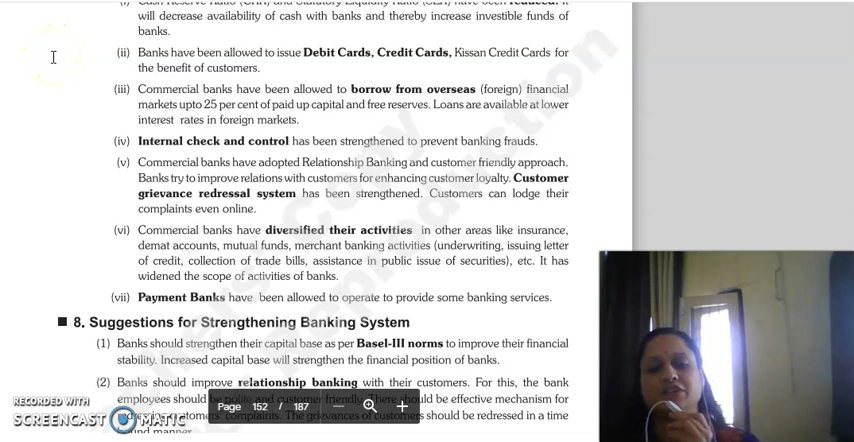 will decrease availability of cash with banks and thereby increase investible funds of
banks.
(ii) Banks have been allowed to issue Debit Cards, Credit Cards, Kissan Credit Cards for
the benefit of customers.
(iii) Commercial banks have been allowed to borrow from overseas (foreign) financial
markets upto 25 per cent of paid up capital and free reserves. Loans are available at lower
interest rates in foreign markets.
(iv) Internal check and control has been strengthened to prevent banking frauds.
(v) Commercial banks have adopted Relationship Banking and customer friendly approach.
Banks try to improve relations with customers for enhancing customer loyalty. Customer
grievance redressal system has been strengthened. Customers can lodge their
complaints even online.
(vi) Commercial banks have diversified their activities in other areas like insurance,
demat accounts, mutual funds, merchant banking activities (underwriting, issuing letter
of credit, collection of trade bills, assistance in public issue of securities), etc. It has
widened the scope of activities of banks.
(vii) Payment Banks have been allowed to operate to provide some banking services.
8. Suggestions for Strengthening Banking System
(1) Banks should strengthen their capital base as per Basel-III norms to improve their financial
stability. Increased capital base will strengthen the financial position of banks.
(2) Banks should improve relationship banking with their customers. For this, the bank
employees should be polite and customer friendly. There should be effective mechanism for
customers' complaints. The grievances of customers should be redressed in a time
manner.
Page 152 / 187
RECORDED WITH
SCREENCAST MATIC